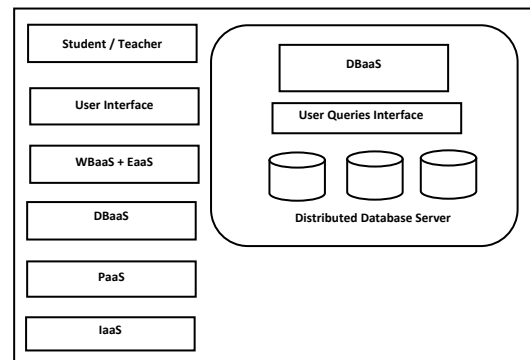 Student / Teacher
User Interface
WBaaS + EaaS
DBaaS
PaaS
IaaS
DBaaS
User Queries Interface
Distributed Database Server